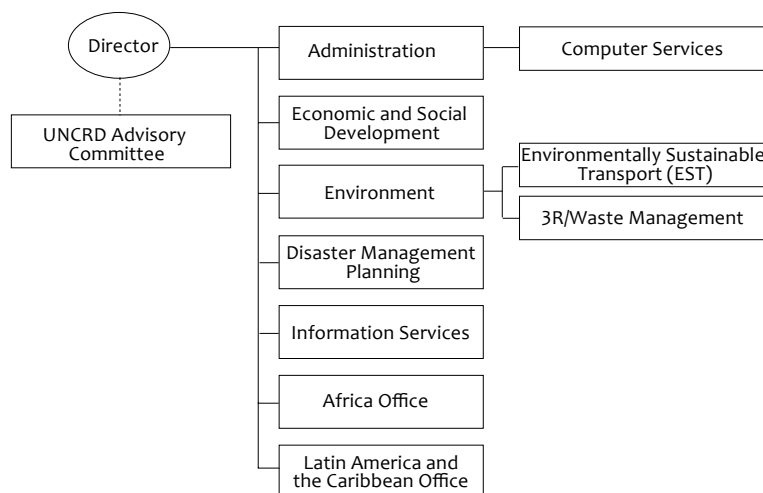 Director
Administration
Computer Services
UNCRD Advisory
Committee
Economic and Social
Development
Environment
Environmentally Sustainable
Transport (EST)
3R/Waste Management
Disaster Management
Planning
Information Services
Africa Office
Latin America and
the Caribbean Office